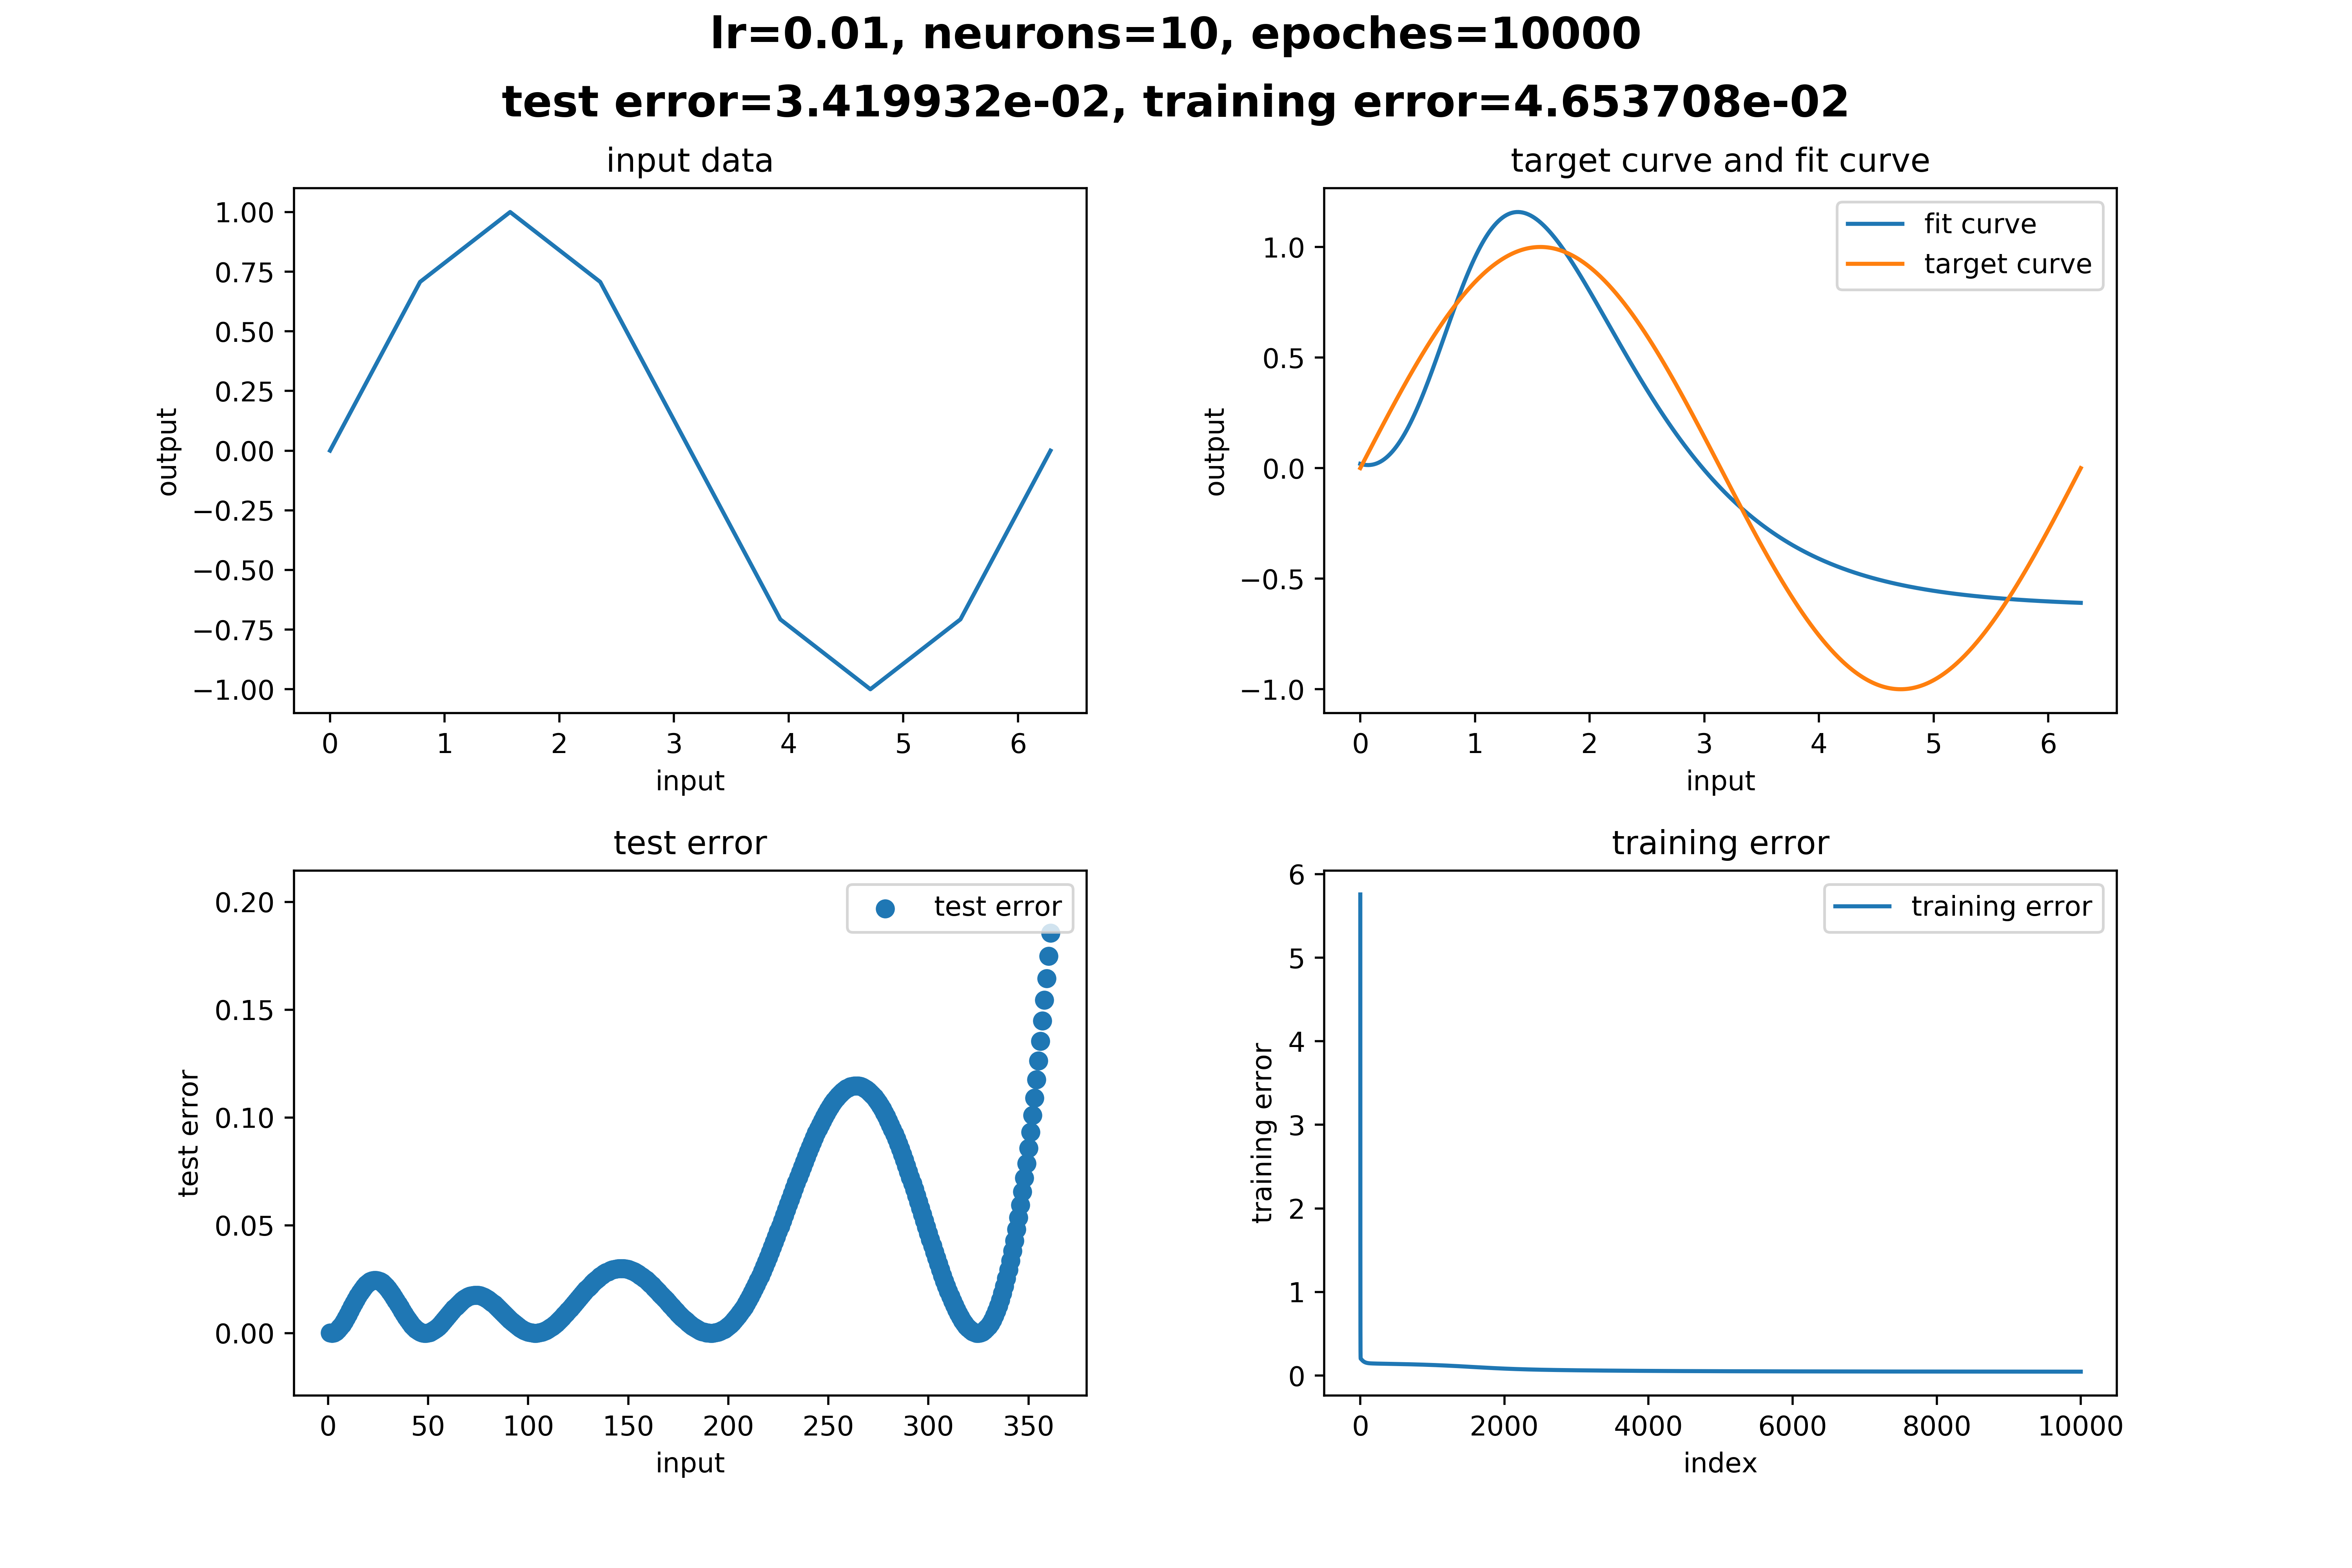 lr=0.01, neurons=10, epoches=10000
test error=3.419932e-02, training error=4.653708e-02
input data
1.00
0.75
0.50
0.25
0.00
−0.25
−0.50
−0.75
−1.00
output
0 1 2 3 4 5 6
input
target curve and fit curve
fit curve
target curve
1.0
0.5
0.0
−0.5
−1.0
output
0 1 2 3 4 5 6
input
test error
test error
0.20
0.15
0.10
0.05
0.00
test error
0 50 100 150 200 250 300 350
input
training error
training error
6
5
4
3
2
1
0
training error
0 2000 4000 6000 8000 10000
index